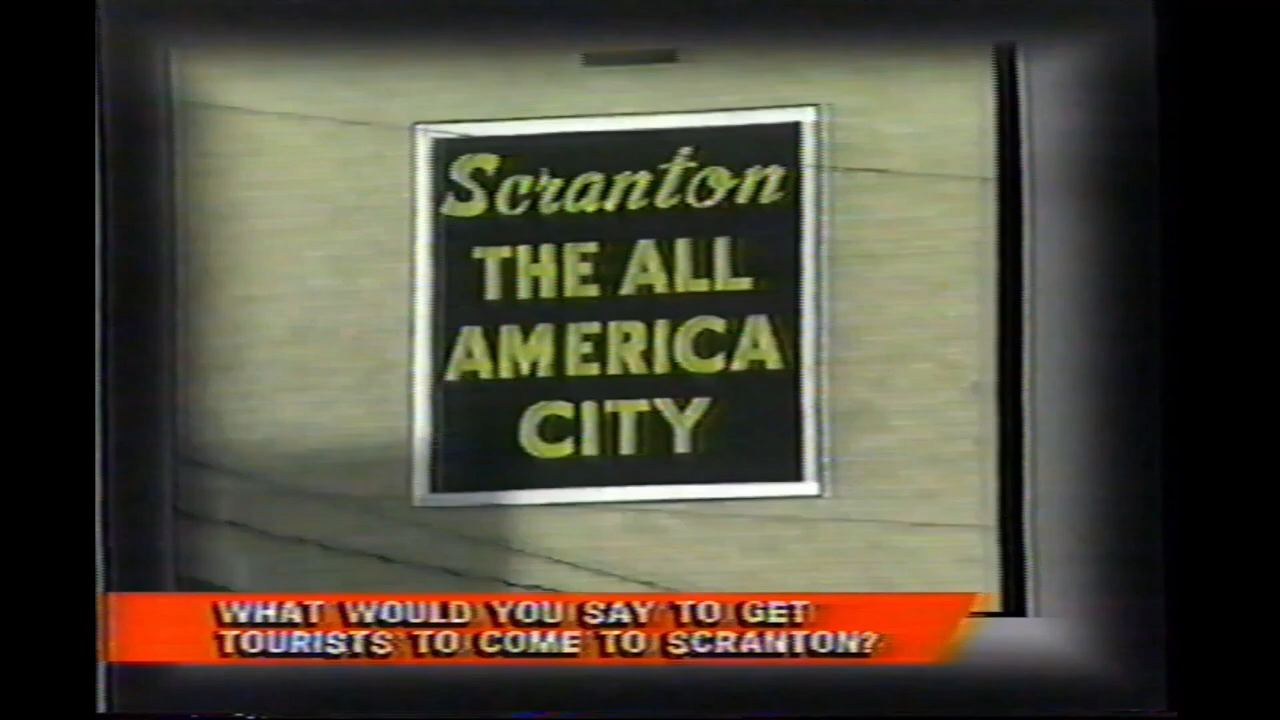 Scranton
THE ALL
AMERICA
CITY
WHAT WOULD YOU SAY TO GET
TOURISTS TO COME TO SCRANTON?